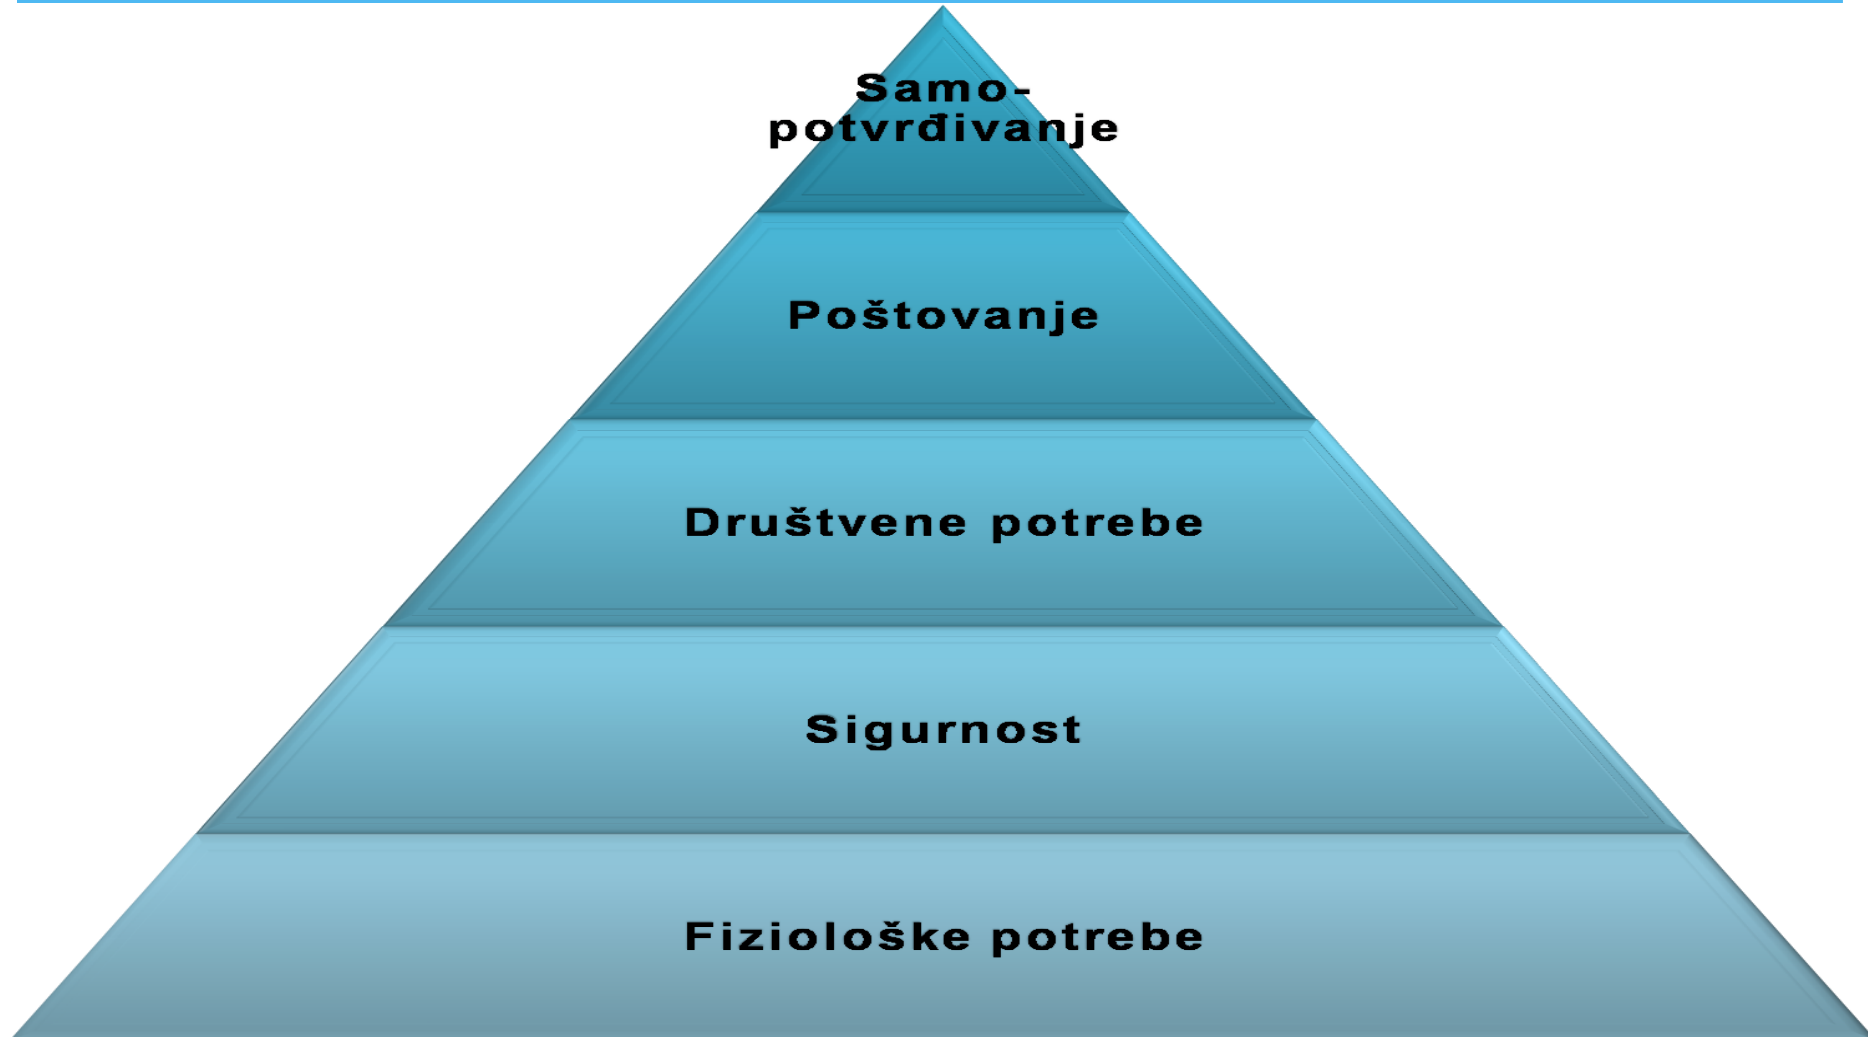 Samo-
potvrđivanje
Poštovanje
Društvene potrebe
Sigurnost
Fiziološke potrebe